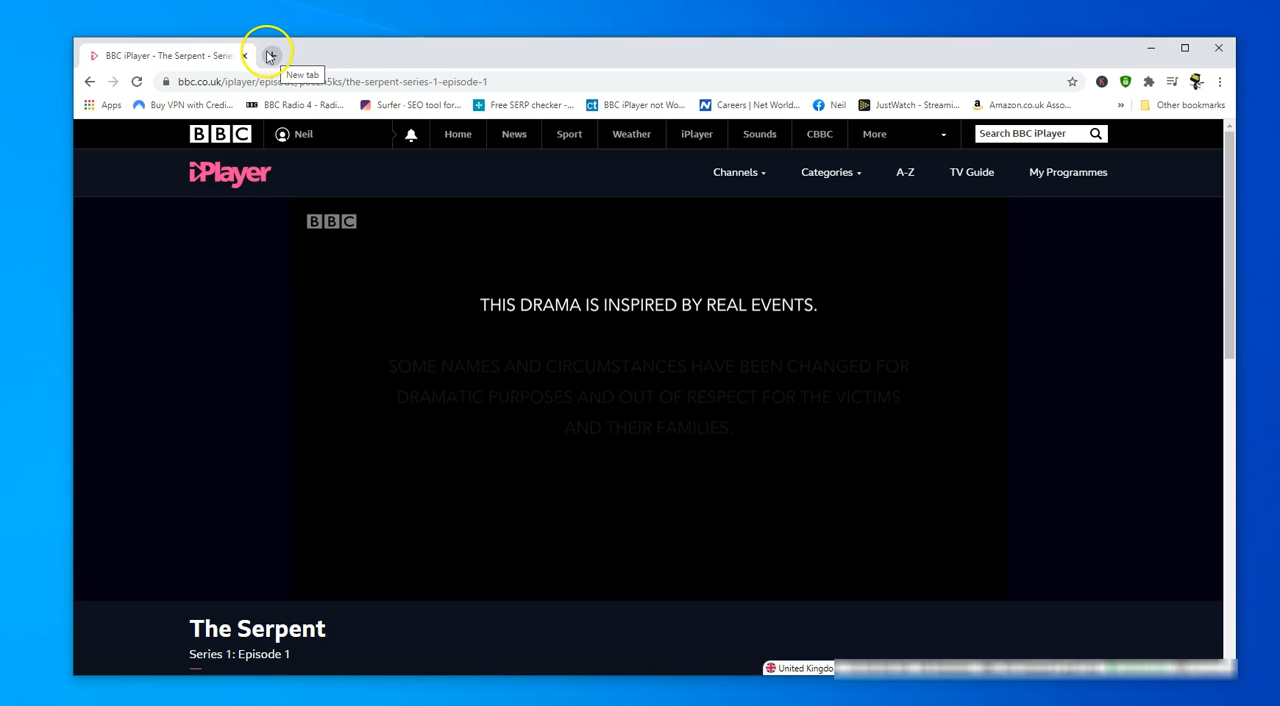 BBC iPlayer - The Serpent - Serie
New tab
bbc.co.uk/iplayer/episode/ /the-serpent-series-1-episode-1
Apps Buy VPN with Credi... BBC Radio 4 - Radi... Surfer - SEO tool for... Free SERP checker -... BBC iPlayer not Wo... Careers | Net World... Neil JustWatch - Streami... Amazon.co.uk Asso... » Other bookmarks
BBC Neil Home News Sport Weather iPlayer Sounds CBBC More Search BBC iPlayer
iPlayer Channels Categories A-Z TV Guide My Programmes
BBC
THIS DRAMA IS INSPIRED BY REAL EVENTS.
SOME NAMES AND CIRCUMSTANCES HAVE BEEN CHANGED FOR
DRAMATIC PURPOSES AND OUT OF RESPECT FOR THE VICTIMS
AND THEIR FAMILIES.
The Serpent
Series 1: Episode 1
United Kingdo